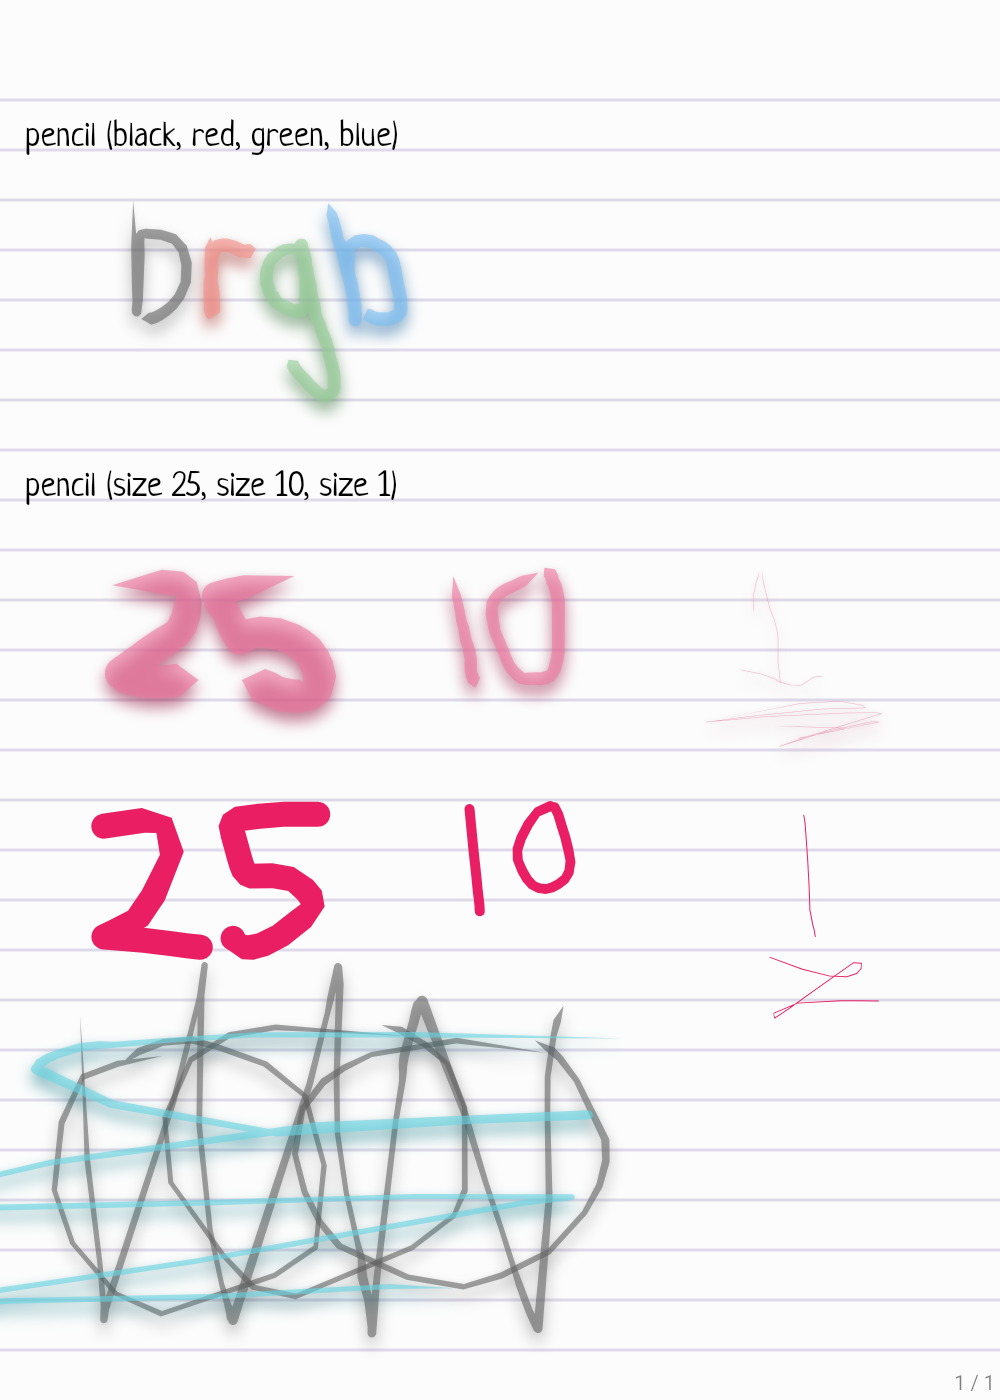 pencil (black, red, green, blue)
brgb
pencil (size 25, size 10, size 1)
25 10 1
25 10 1
1 / 1